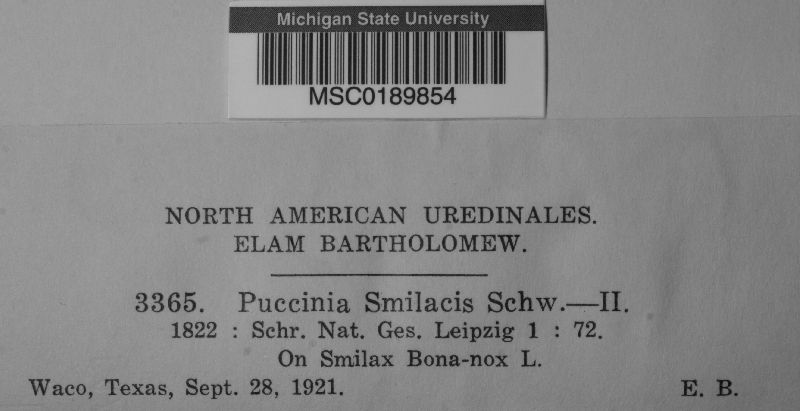 Michigan State University
MSC0189854
NORTH AMERICAN UREDINALES.
ELAM BARTHOLOMEW.
3365. Puccinia Smilacis Schw.—II.
1822 : Schr. Nat. Ges. Leipzig 1 : 72.
On Smilax Bona-nox L.
Waco, Texas, Sept. 28, 1921. E. B.